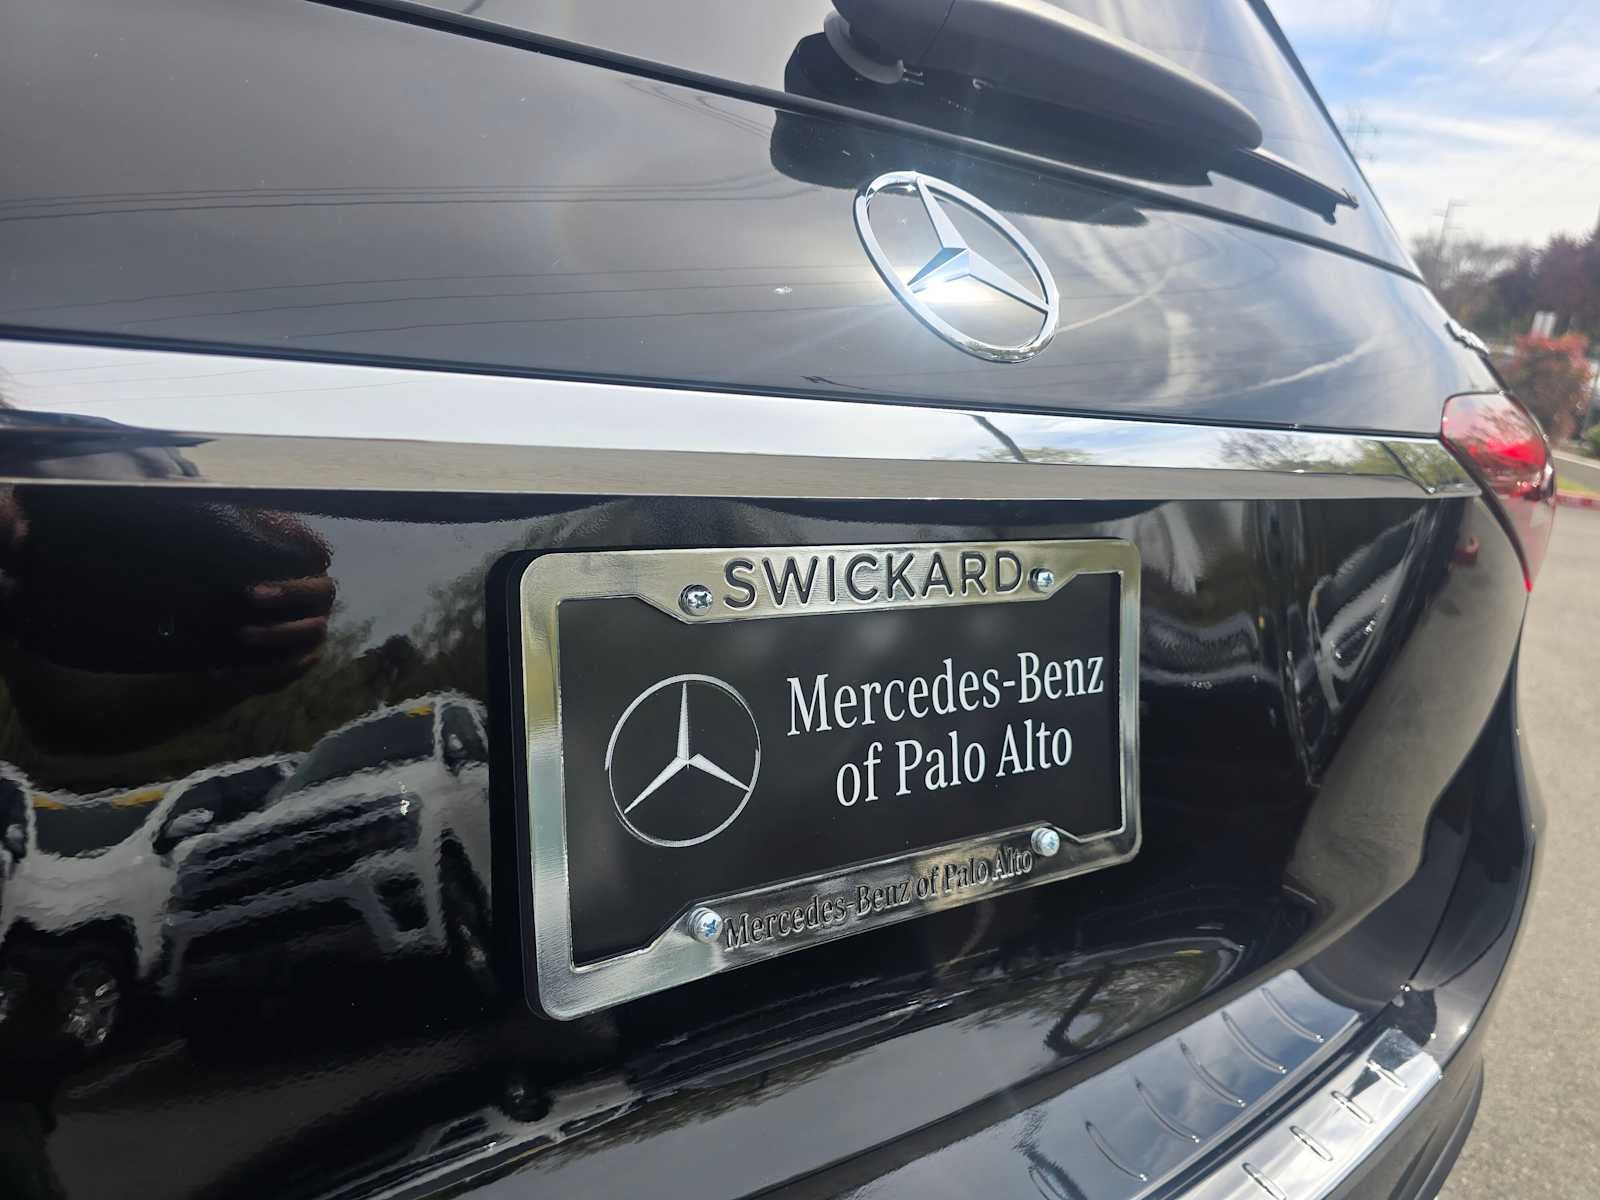 SWICKARD
Mercedes-Benz
of Palo Alto
Mercedes-Benz of Palo Alto